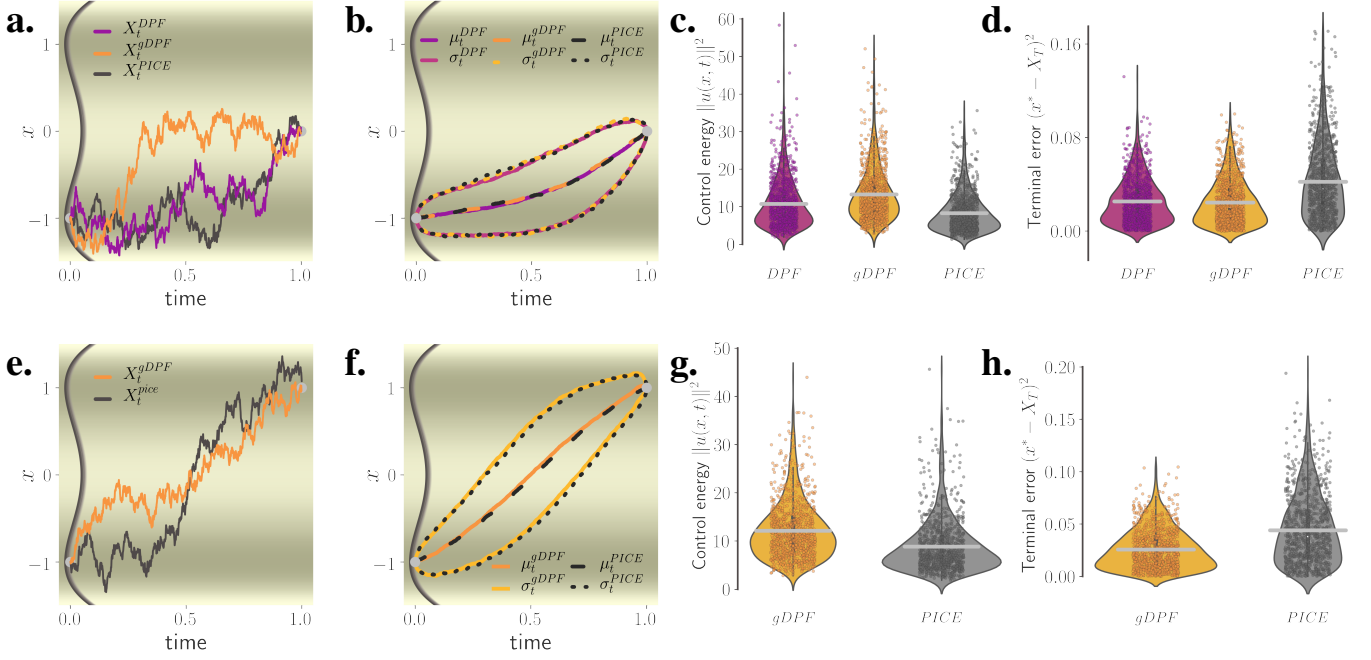 a.
X_t^{DPF}
X_t^{gDPF}
X_t^{PICE}
x
1
0
−1
0.0 0.5 1.0
time
b.
μ_t^{DPF} μ_t^{gDPF} μ_t^{PICE}
σ_t^{DPF} σ_t^{gDPF} σ_t^{PICE}
1
0
−1
0.0 0.5 1.0
time
c.
Control energy ||u(x, t)||^2
60
50
40
30
20
10
0
DPF gDPF PICE
d.
Terminal error (x* − X_T)^2
0.16
0.08
0.00
DPF gDPF PICE
e.
X_t^{gDPF}
X_t^{pice}
x
1
0
−1
0.0 0.5 1.0
time
f.
1
0
−1
μ_t^{gDPF} μ_t^{PICE}
σ_t^{gDPF} σ_t^{PICE}
0.0 0.5 1.0
time
g.
Control energy ||u(x, t)||^2
50
40
30
20
10
0
gDPF PICE
h.
Terminal error (x* − X_T)^2
0.20
0.15
0.10
0.05
0.00
gDPF PICE